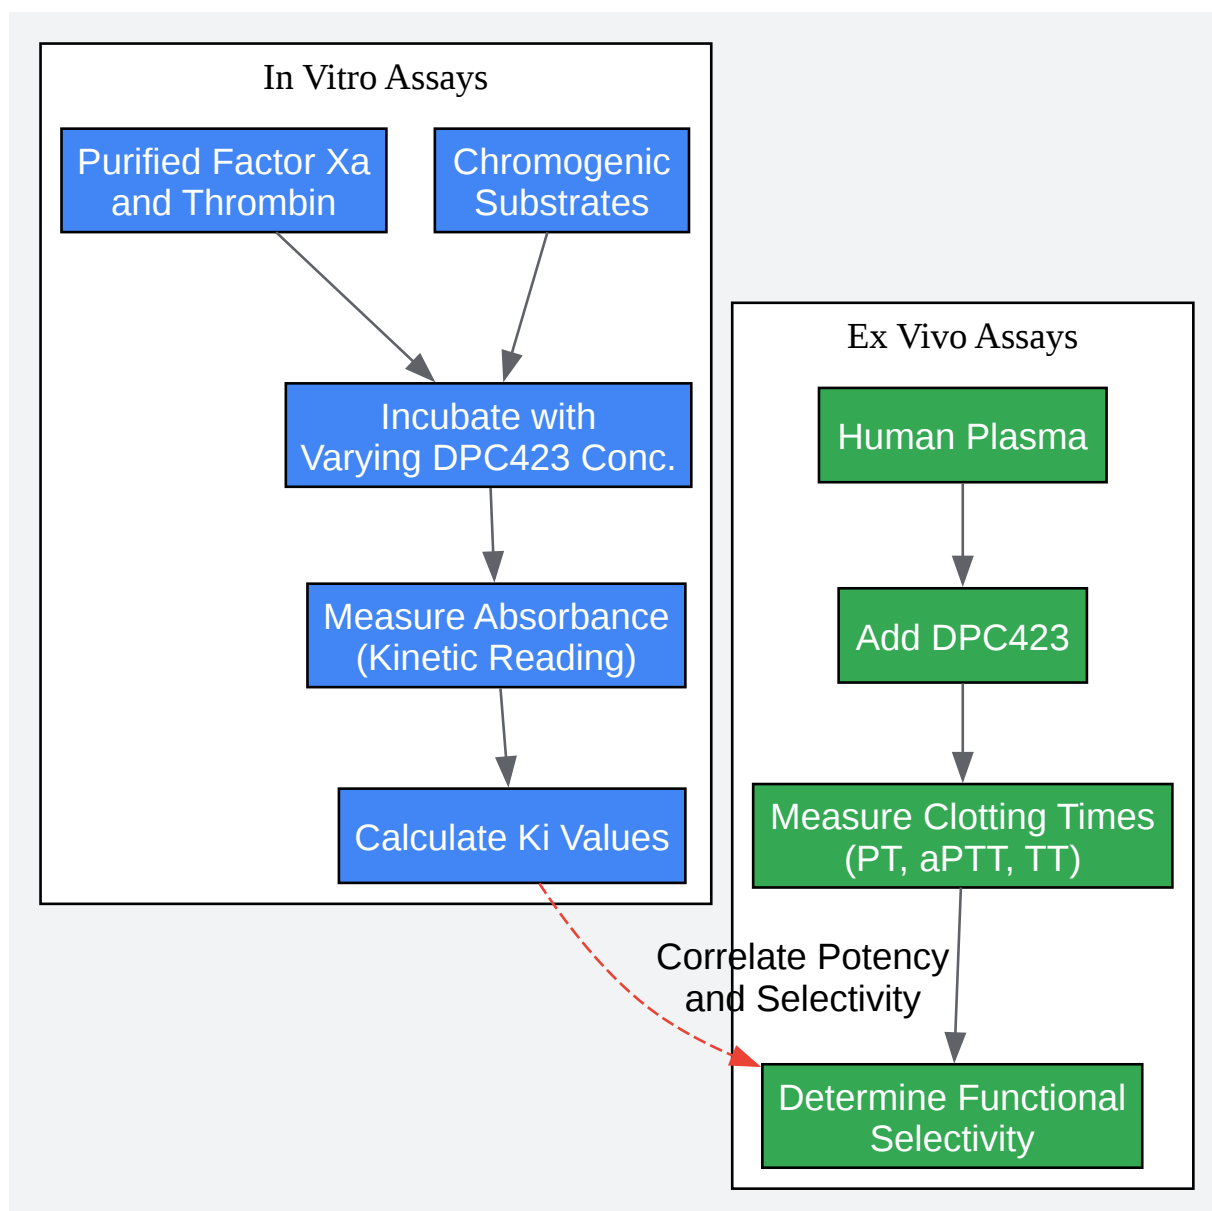 In Vitro Assays
Purified Factor Xa
and Thrombin
Chromogenic
Substrates
Incubate with
Varying DPC423 Conc.
Measure Absorbance
(Kinetic Reading)
Calculate Ki Values
Correlate Potency
and Selectivity
Ex Vivo Assays
Human Plasma
Add DPC423
Measure Clotting Times
(PT, aPTT, TT)
Determine Functional
Selectivity